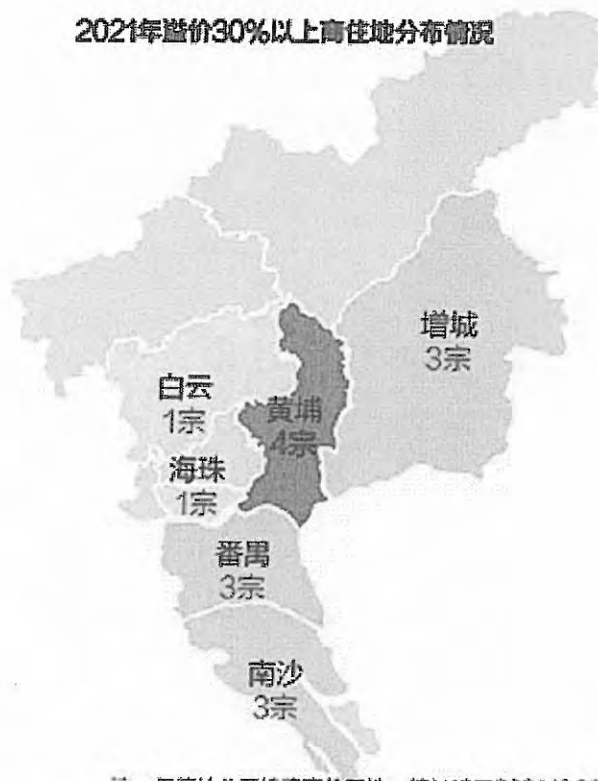 2021年溢价30%以上商住地分布情况
增城
3宗
白云
1宗
黄埔
4宗
海珠
1宗
番禺
3宗
南沙
3宗